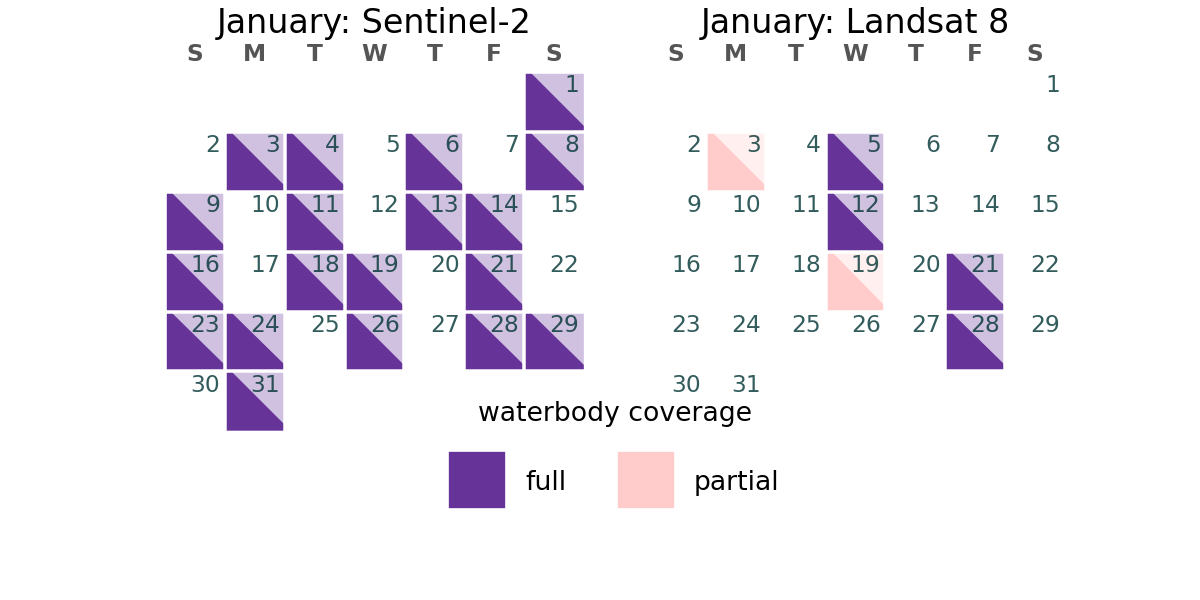 January: Sentinel-2
S M T W T F S
1
2 3 4 5 6 7 8
9 10 11 12 13 14 15
16 17 18 19 20 21 22
23 24 25 26 27 28 29
30 31
January: Landsat 8
S M T W T F S
1
2 3 4 5 6 7 8
9 10 11 12 13 14 15
16 17 18 19 20 21 22
23 24 25 26 27 28 29
30 31
waterbody coverage
full partial